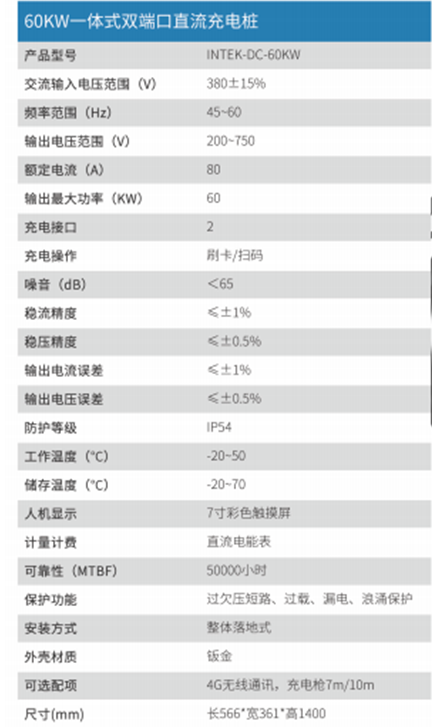 60KW一体式双端口直流充电桩
产品型号 INTEK-DC-60KW
交流输入电压范围（V） 380±15%
频率范围（Hz） 45~60
输出电压范围（V） 200~750
额定电流（A） 80
输出最大功率（KW） 60
充电接口 2
充电操作 刷卡/扫码
噪音（dB） ＜65
稳流精度 ≤±1%
稳压精度 ≤±0.5%
输出电流误差 ≤±1%
输出电压误差 ≤±0.5%
防护等级 IP54
工作温度（℃） -20~50
储存温度（℃） -20~70
人机显示 7寸彩色触摸屏
计量计费 直流电能表
可靠性（MTBF） 50000小时
保护功能 过欠压短路、过载、漏电、浪涌保护
安装方式 整体落地式
外壳材质 钣金
可选配项 4G无线通讯，充电枪7m/10m
尺寸(mm) 长566*宽361*高1400